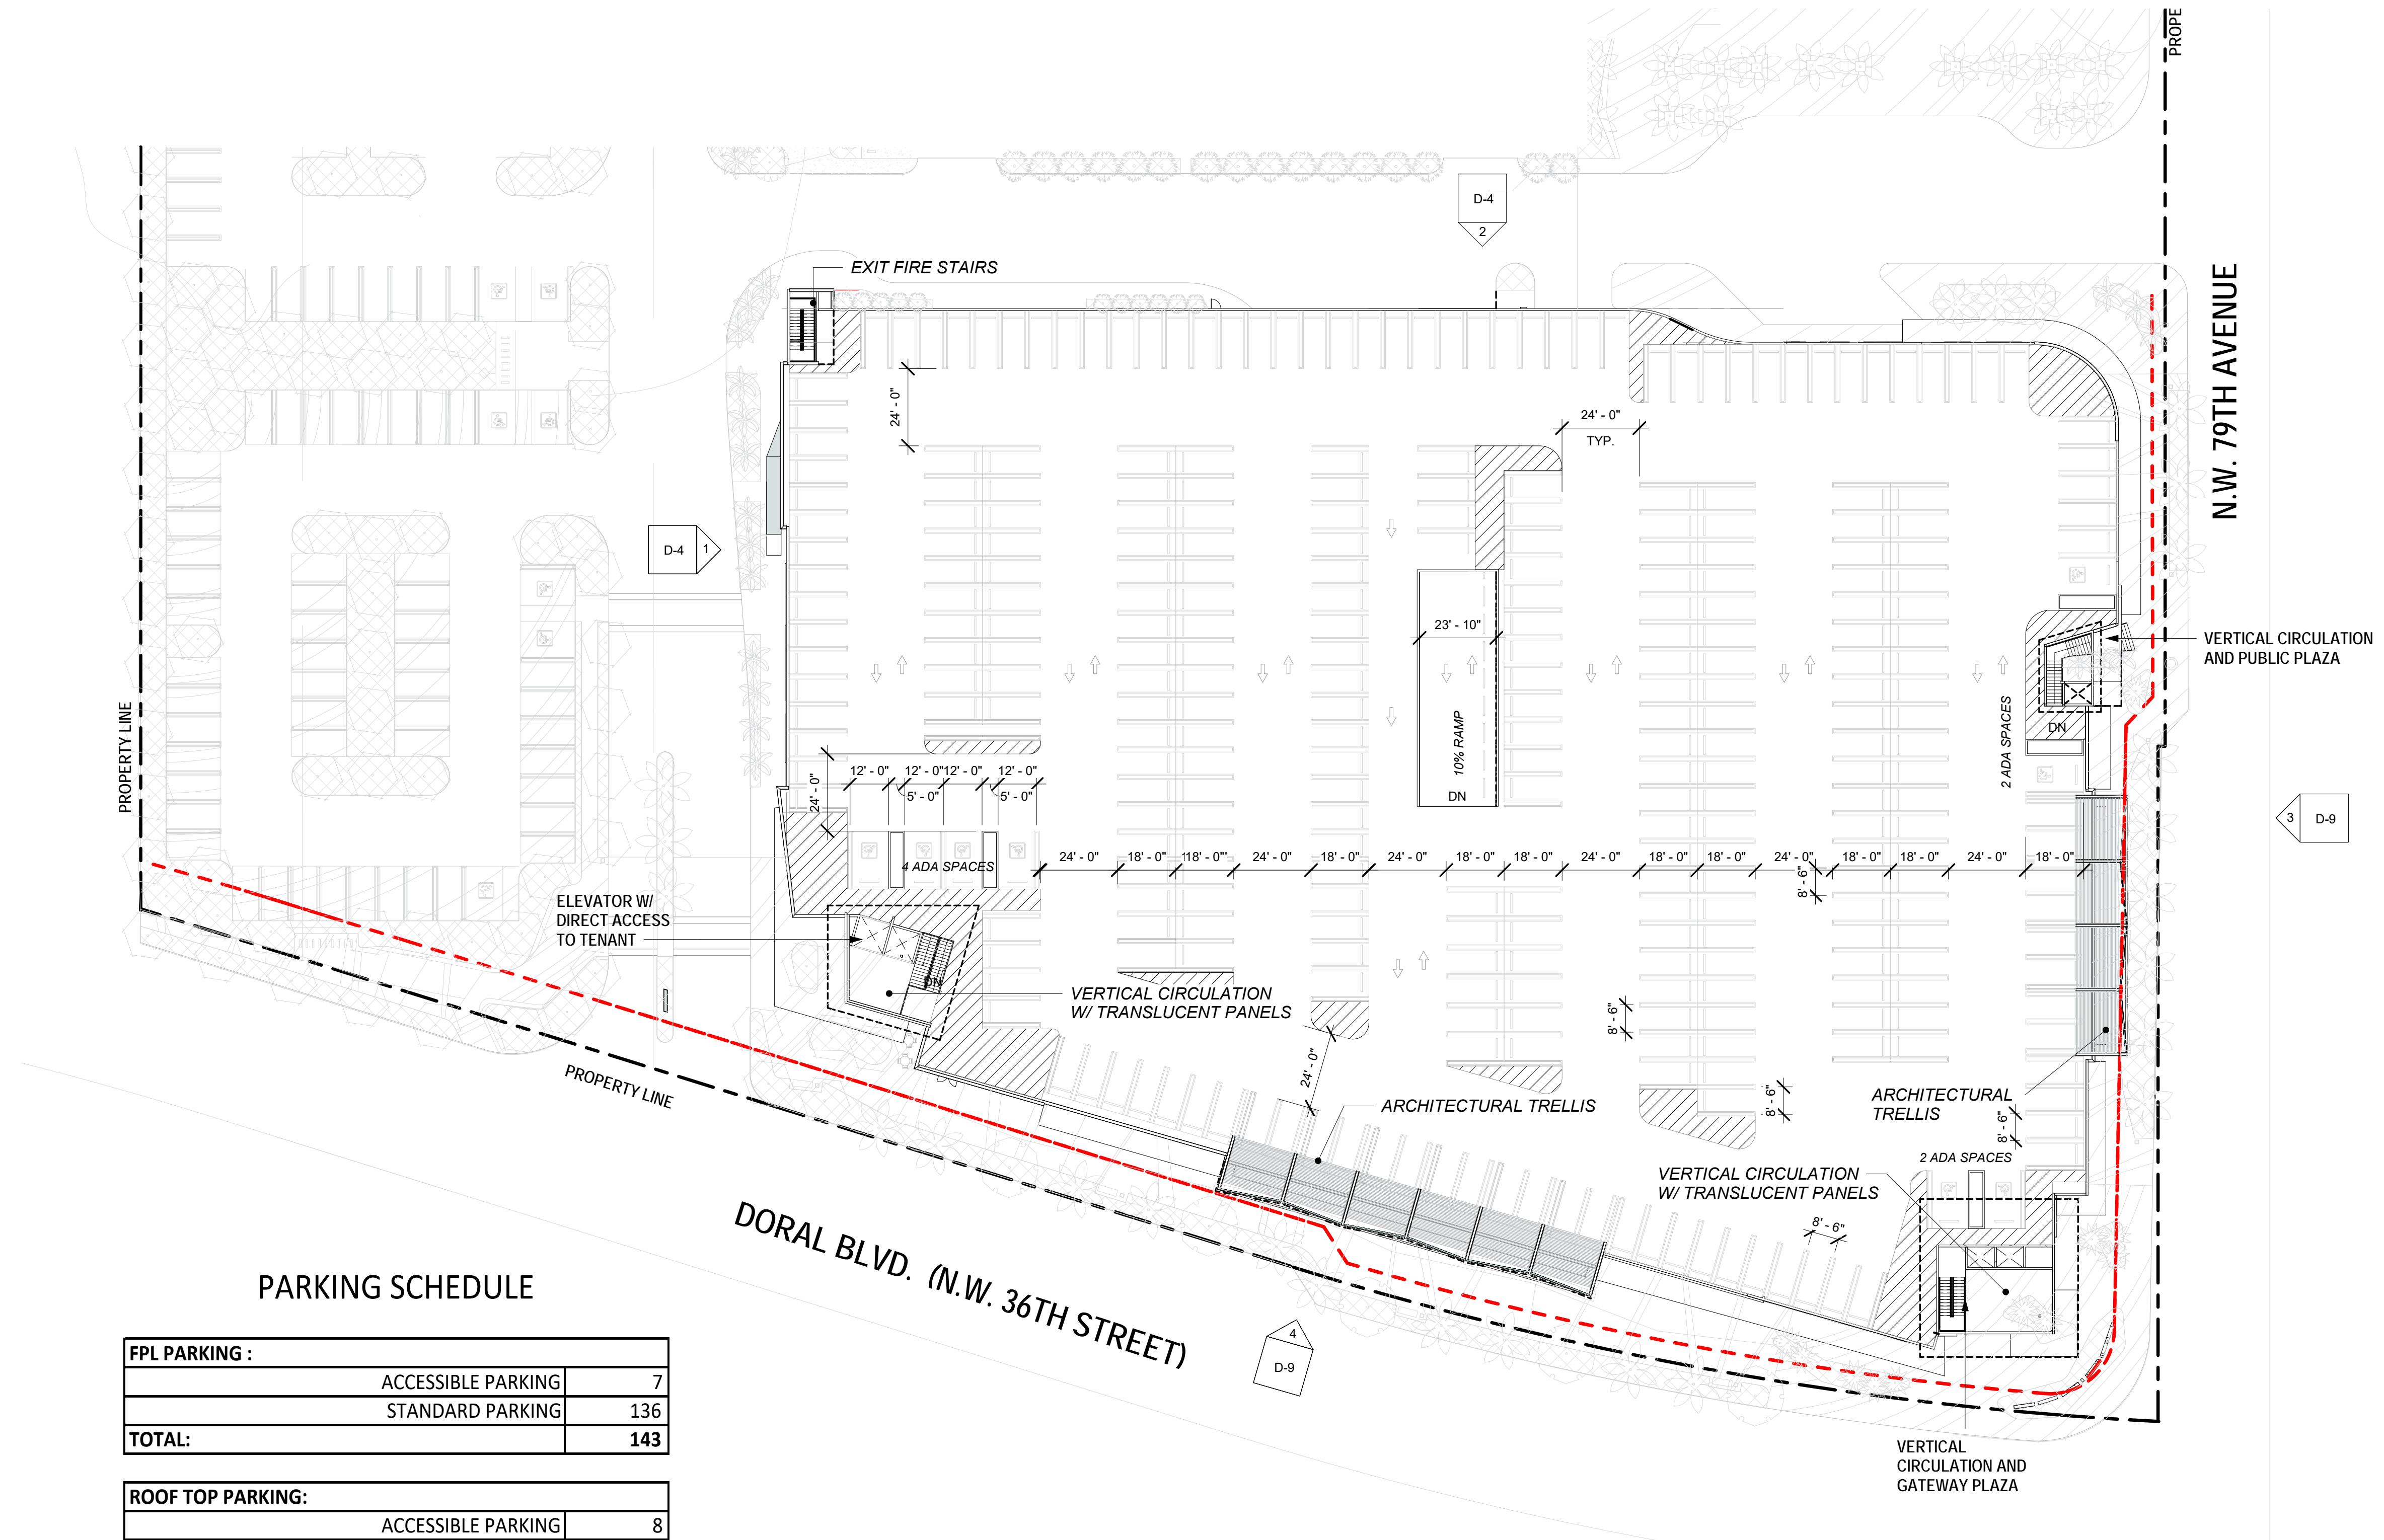 PROPE
D-4
2
EXIT FIRE STAIRS
N.W. 79TH AVENUE
24' - 0"
24' - 0"
TYP.
D-4
1
23' - 10"
10% RAMP
DN
VERTICAL CIRCULATION
AND PUBLIC PLAZA
2 ADA SPACES
DN
PROPERTY LINE
24' - 0"
12' - 0"
12' - 0"
12' - 0"
12' - 0"
5' - 0"
5' - 0"
3
D-9
4 ADA SPACES
24' - 0"
18' - 0"
18' - 0"
24' - 0"
18' - 0"
24' - 0"
18' - 0"
18' - 0"
24' - 0"
18' - 0"
18' - 0"
24' - 0"
18' - 0"
18' - 0"
24' - 0"
18' - 0"
8' - 6"
ELEVATOR W/
DIRECT ACCESS
TO TENANT
DN
VERTICAL CIRCULATION
W/ TRANSLUCENT PANELS
8' - 6"
24' - 0"
PROPERTY LINE
ARCHITECTURAL TRELLIS
8' - 6"
ARCHITECTURAL
TRELLIS
8' - 6"
2 ADA SPACES
VERTICAL CIRCULATION
W/ TRANSLUCENT PANELS
8' - 6"
DORAL BLVD. (N.W. 36TH STREET)
4
D-9
VERTICAL
CIRCULATION AND
GATEWAY PLAZA
PARKING SCHEDULE
FPL PARKING :
ACCESSIBLE PARKING 7
STANDARD PARKING 136
TOTAL: 143
ROOF TOP PARKING:
ACCESSIBLE PARKING 8